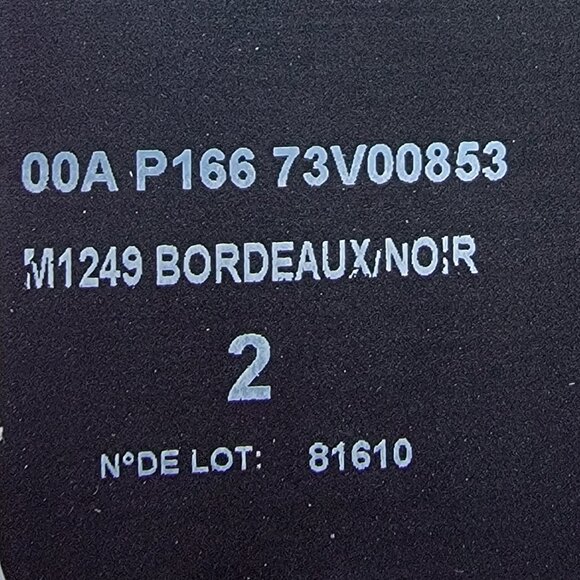 00A P166 73V00853
M1249 BORDEAUX/NOIR
2
N°DE LOT: 81610